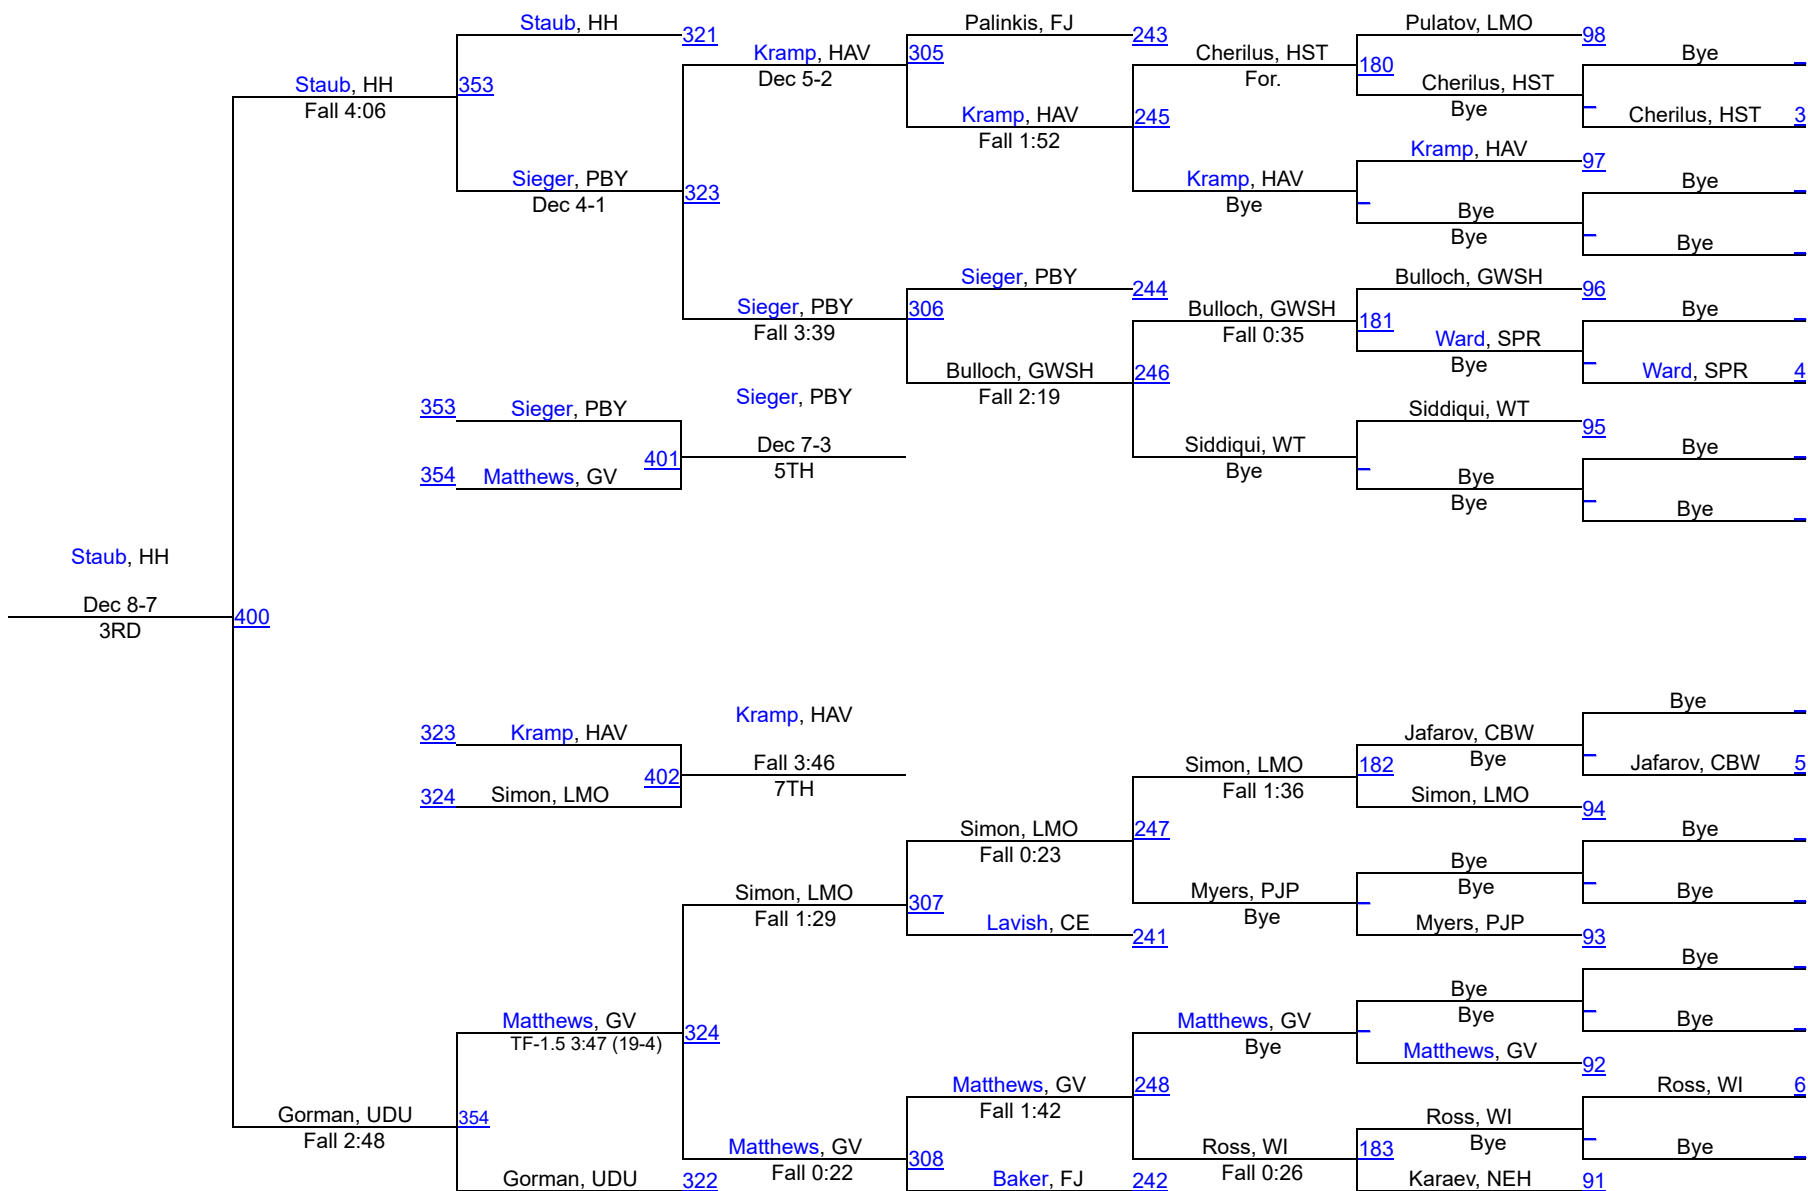 Staub, HH
321
Palinkis, FJ
243
Pulatov, LMO
98
Kramp, HAV
305
Dec 5-2
Cherilus, HST
180
For.
Bye
Staub, HH
353
Fall 4:06
Cherilus, HST
Bye
Kramp, HAV
245
Fall 1:52
Cherilus, HST
3
Kramp, HAV
97
Sieger, PBY
323
Dec 4-1
Kramp, HAV
Bye
Bye
Bye
Bye
Bye
Sieger, PBY
244
Bulloch, GWSH
96
Sieger, PBY
306
Fall 3:39
Bulloch, GWSH
181
Fall 0:35
Bye
Ward, SPR
Bye
Bulloch, GWSH
246
Fall 2:19
Ward, SPR
4
353
Sieger, PBY
Sieger, PBY
Siddiqui, WT
95
401
Dec 7-3
5TH
Siddiqui, WT
Bye
Bye
354
Matthews, GV
Bye
Bye
Bye
Staub, HH
Dec 8-7
3RD
400
323
Kramp, HAV
Kramp, HAV
Jafarov, CBW
Bye
Bye
402
Fall 3:46
7TH
Simon, LMO
182
Fall 1:36
Jafarov, CBW
5
324
Simon, LMO
Simon, LMO
94
Simon, LMO
247
Fall 0:23
Bye
Bye
Bye
Bye
Simon, LMO
307
Fall 1:29
Myers, PJP
Bye
Lavish, CE
241
Myers, PJP
93
Bye
Bye
Bye
Matthews, GV
324
TF-1.5 3:47 (19-4)
Matthews, GV
Bye
Bye
Matthews, GV
92
Matthews, GV
248
Fall 1:42
Ross, WI
6
Gorman, UDU
354
Fall 2:48
Ross, WI
Bye
Matthews, GV
308
Fall 0:22
Ross, WI
183
Fall 0:26
Bye
Gorman, UDU
322
Baker, FJ
242
Karaev, NEH
91